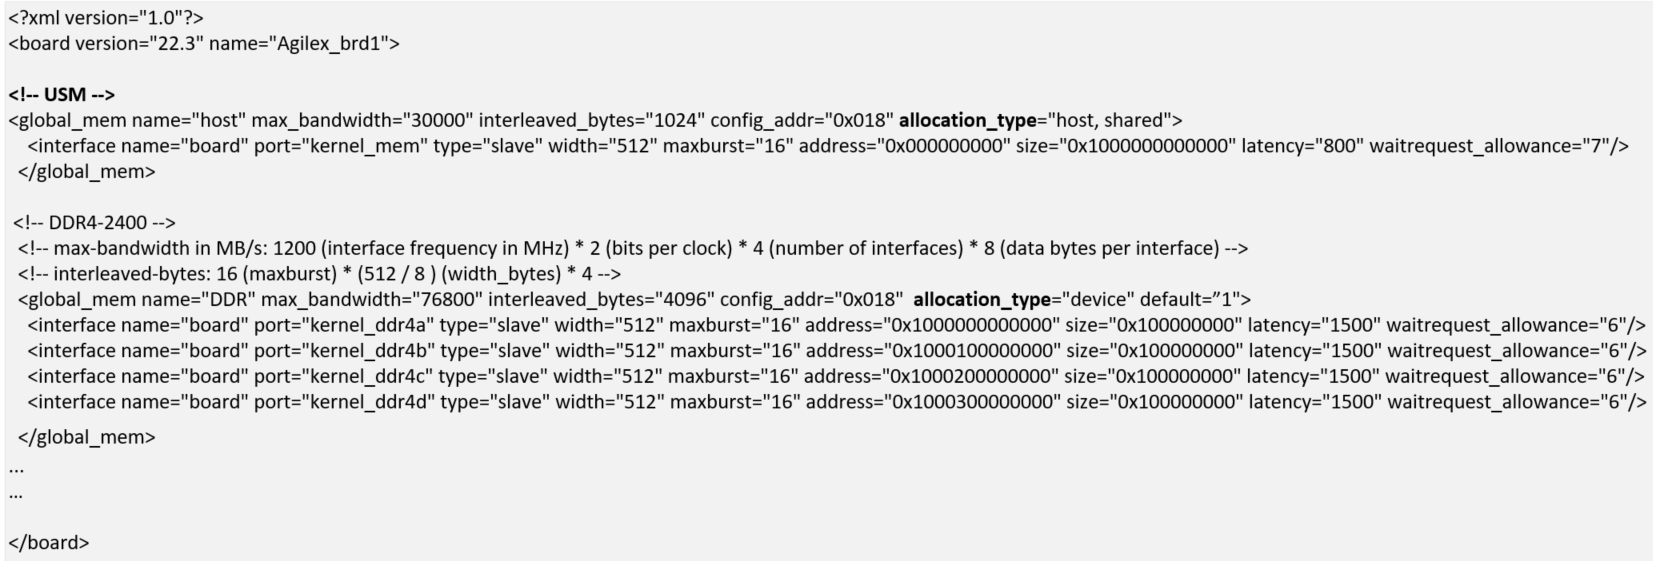 <?xml version="1.0"?>
<board version="22.3" name="Agilex_brd1">
<!-- USM -->
<global_mem name="host" max_bandwidth="30000" interleaved_bytes="1024" config_addr="0x018" allocation_type="host, shared">
<interface name="board" port="kernel_mem" type="slave" width="512" maxburst="16" address="0x000000000" size="0x1000000000000" latency="800" waitrequest_allowance="7"/>
</global_mem>
<!-- DDR4-2400 -->
<!-- max-bandwidth in MB/s: 1200 (interface frequency in MHz) * 2 (bits per clock) * 4 (number of interfaces) * 8 (data bytes per interface) -->
<!-- interleaved-bytes: 16 (maxburst) * (512 / 8 ) (width_bytes) * 4 -->
<global_mem name="DDR" max_bandwidth="76800" interleaved_bytes="4096" config_addr="0x018" allocation_type="device" default=”1">
<interface name="board" port="kernel_ddr4a" type="slave" width="512" maxburst="16" address="0x1000000000000" size="0x100000000" latency="1500" waitrequest_allowance="6"/>
<interface name="board" port="kernel_ddr4b" type="slave" width="512" maxburst="16" address="0x1000100000000" size="0x100000000" latency="1500" waitrequest_allowance="6"/>
<interface name="board" port="kernel_ddr4c" type="slave" width="512" maxburst="16" address="0x1000200000000" size="0x100000000" latency="1500" waitrequest_allowance="6"/>
<interface name="board" port="kernel_ddr4d" type="slave" width="512" maxburst="16" address="0x1000300000000" size="0x100000000" latency="1500" waitrequest_allowance="6"/>
</global_mem>
...
...
</board>